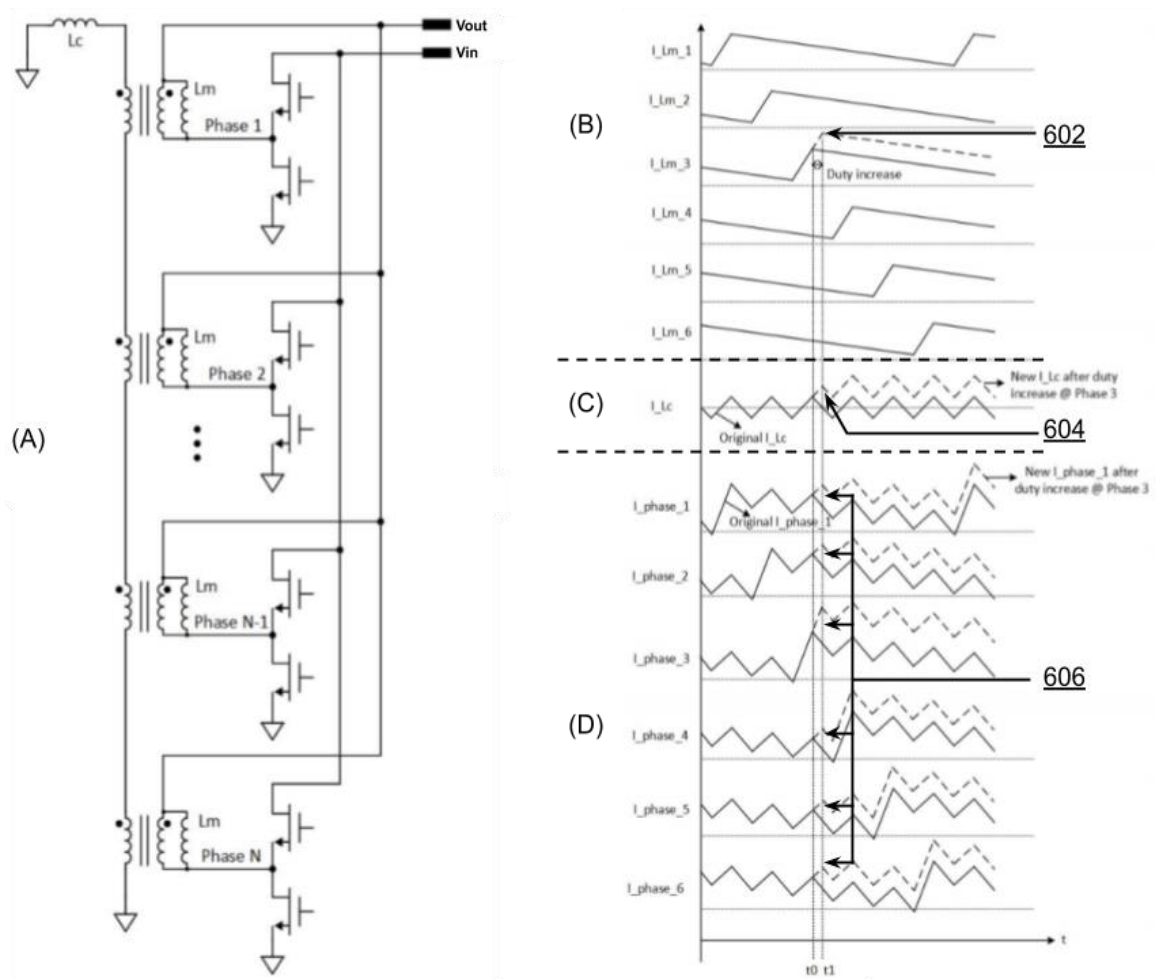 Lc
Vout
Vin
Lm
Phase 1
Lm
Phase 2
(A)
Lm
Phase N-1
Lm
Phase N
(B)
I_Lm_1
I_Lm_2
602
I_Lm_3
Duty increase
I_Lm_4
I_Lm_5
I_Lm_6
(C)
I_Lc
New I_Lc after duty
increase @ Phase 3
Original I_Lc
604
(D)
I_phase_1
New I_phase_1 after
duty increase @ Phase 3
Original I_phase_1
I_phase_2
I_phase_3
606
I_phase_4
I_phase_5
I_phase_6
t
t0 t1